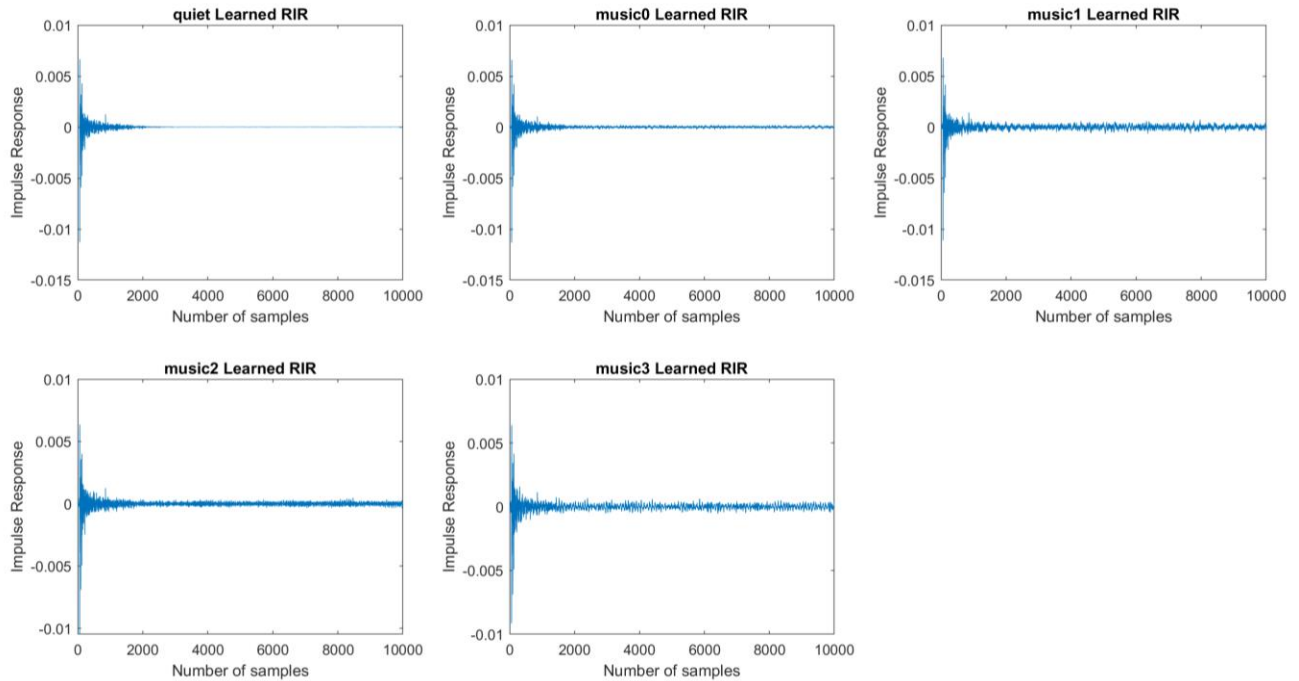 quiet Learned RIR
0.01
0.005
0
-0.005
-0.01
-0.015
Impulse Response
0 2000 4000 6000 8000 10000
Number of samples
music0 Learned RIR
0.01
0.005
0
-0.005
-0.01
-0.015
Impulse Response
0 2000 4000 6000 8000 10000
Number of samples
music1 Learned RIR
0.01
0.005
0
-0.005
-0.01
-0.015
Impulse Response
0 2000 4000 6000 8000 10000
Number of samples
music2 Learned RIR
0.01
0.005
0
-0.005
-0.01
Impulse Response
0 2000 4000 6000 8000 10000
Number of samples
music3 Learned RIR
0.01
0.005
0
-0.005
-0.01
Impulse Response
0 2000 4000 6000 8000 10000
Number of samples